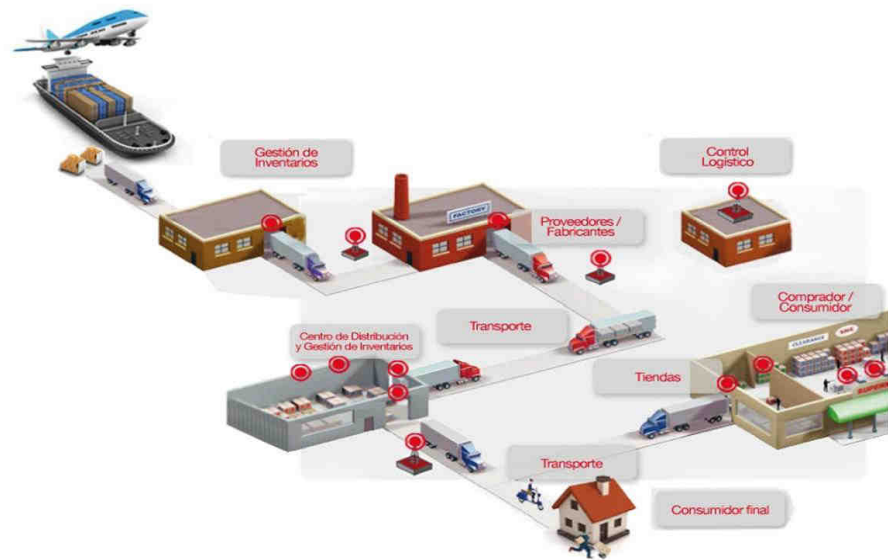 Gestión de
Inventarios
Control
Logístico
FACTORY
Proveedores /
Fabricantes
Comprador /
Consumidor
Transporte
Centro de Distribución
y Gestión de Inventarios
CLEARANCE
SALE
Tiendas
SUPERM
Transporte
Consumidor final